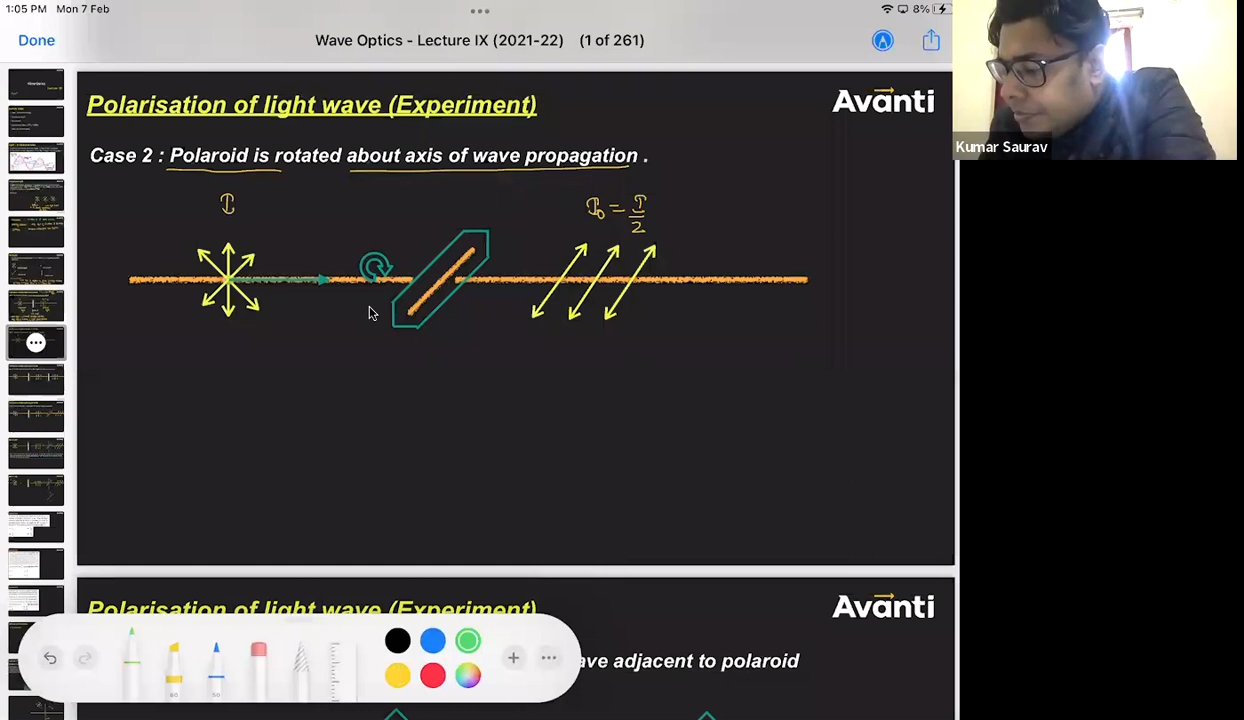 1:05 PM Mon 7 Feb
8%
Done
Wave Optics - Lecture IX (2021-22) (1 of 261)
Kumar Saurav
Polarisation of light wave (Experiment)
Avanti
Case 2 : Polaroid is rotated about axis of wave propagation .
I
I₀ = I/2
Polarisation of light wave (Experiment)
Avanti
ave adjacent to polaroid
80
50